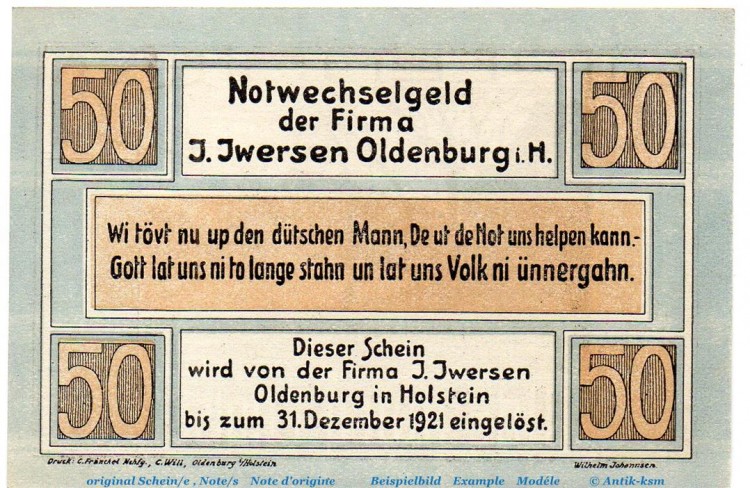 50
Notwechselgeld
der Firma
J. Jwersen Oldenburg i. H.
50
Wi tövt nu up den dütschen Mann, De ut de Not uns helpen kann.-
Gott lat uns ni to lange stahn un lat uns Volk ni ünnergahn.
50
Dieser Schein
wird von der Firma J. Jwersen
Oldenburg in Holstein
bis zum 31. Dezember 1921 eingelöst.
50
Druck: C. Fränckel Nchfg., C. Will, Oldenburg i/Holstein
Wilhelm Johannsen
original Schein/e , Note/s Note d'origine Beispielbild Example Modéle © Antik-ksm